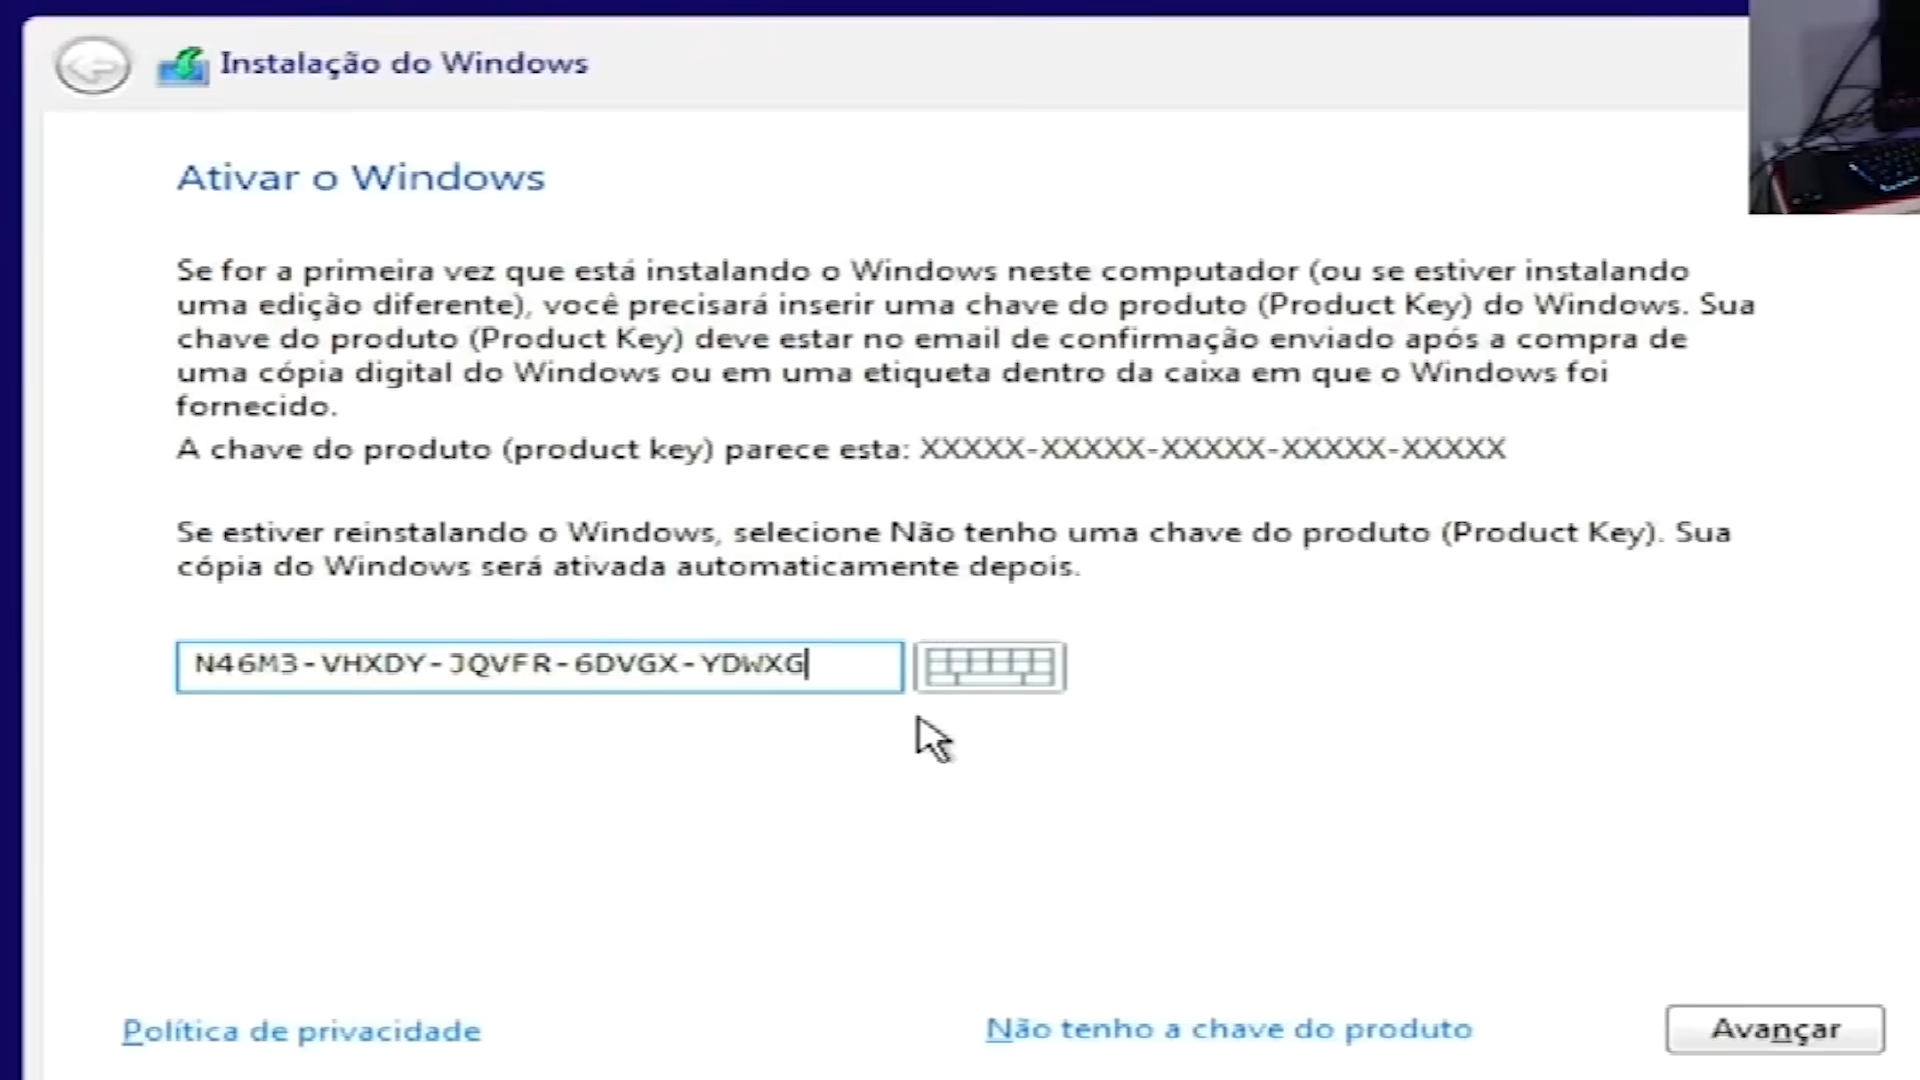 Instalação do Windows
Ativar o Windows
Se for a primeira vez que está instalando o Windows neste computador (ou se estiver instalando
uma edição diferente), você precisará inserir uma chave do produto (Product Key) do Windows. Sua
chave do produto (Product Key) deve estar no email de confirmação enviado após a compra de
uma cópia digital do Windows ou em uma etiqueta dentro da caixa em que o Windows foi
fornecido.
A chave do produto (product key) parece esta: XXXXX-XXXXX-XXXXX-XXXXX-XXXXX
Se estiver reinstalando o Windows, selecione Não tenho uma chave do produto (Product Key). Sua
cópia do Windows será ativada automaticamente depois.
N46M3-VHXDY-JQVFR-6DVGX-YDWXG
Política de privacidade
Não tenho a chave do produto
Avançar